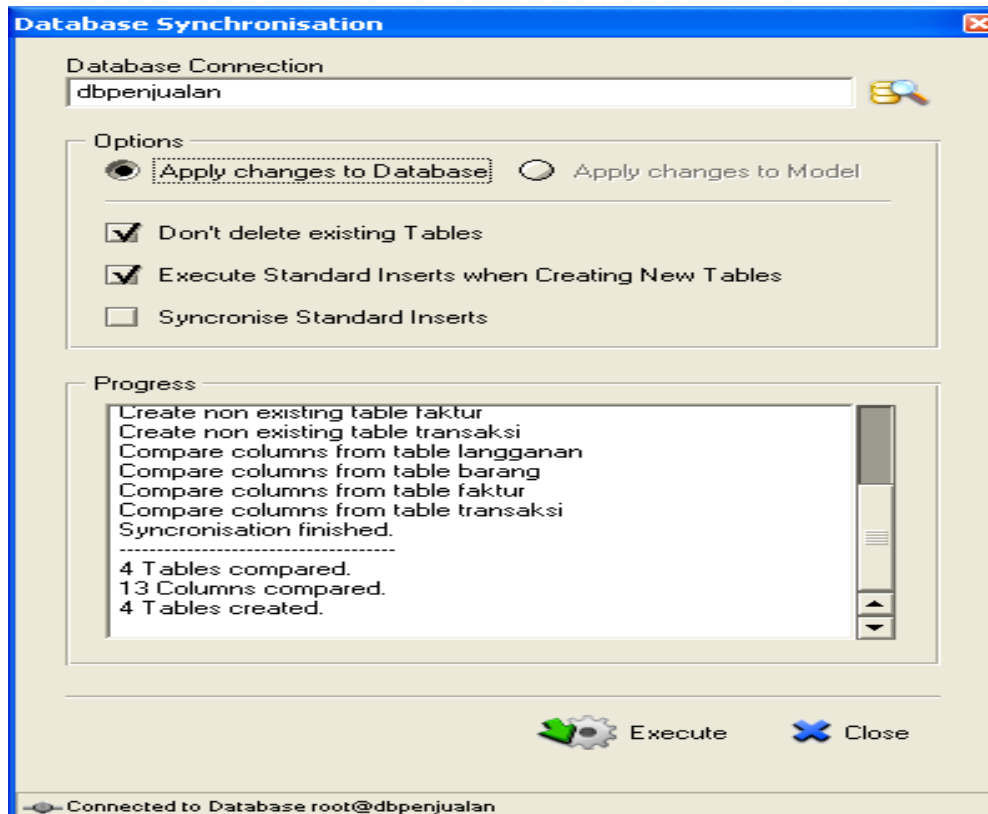 Database Synchronisation
Database Connection
dbpenjualan
Options
Apply changes to Database
Apply changes to Model
Don't delete existing Tables
Execute Standard Inserts when Creating New Tables
Syncronise Standard Inserts
Progress
Create non existing table faktur
Create non existing table transaksi
Compare columns from table langganan
Compare columns from table barang
Compare columns from table faktur
Compare columns from table transaksi
Syncronisation finished.
------------------------------------
4 Tables compared.
13 Columns compared.
4 Tables created.
Execute
Close
Connected to Database root@dbpenjualan